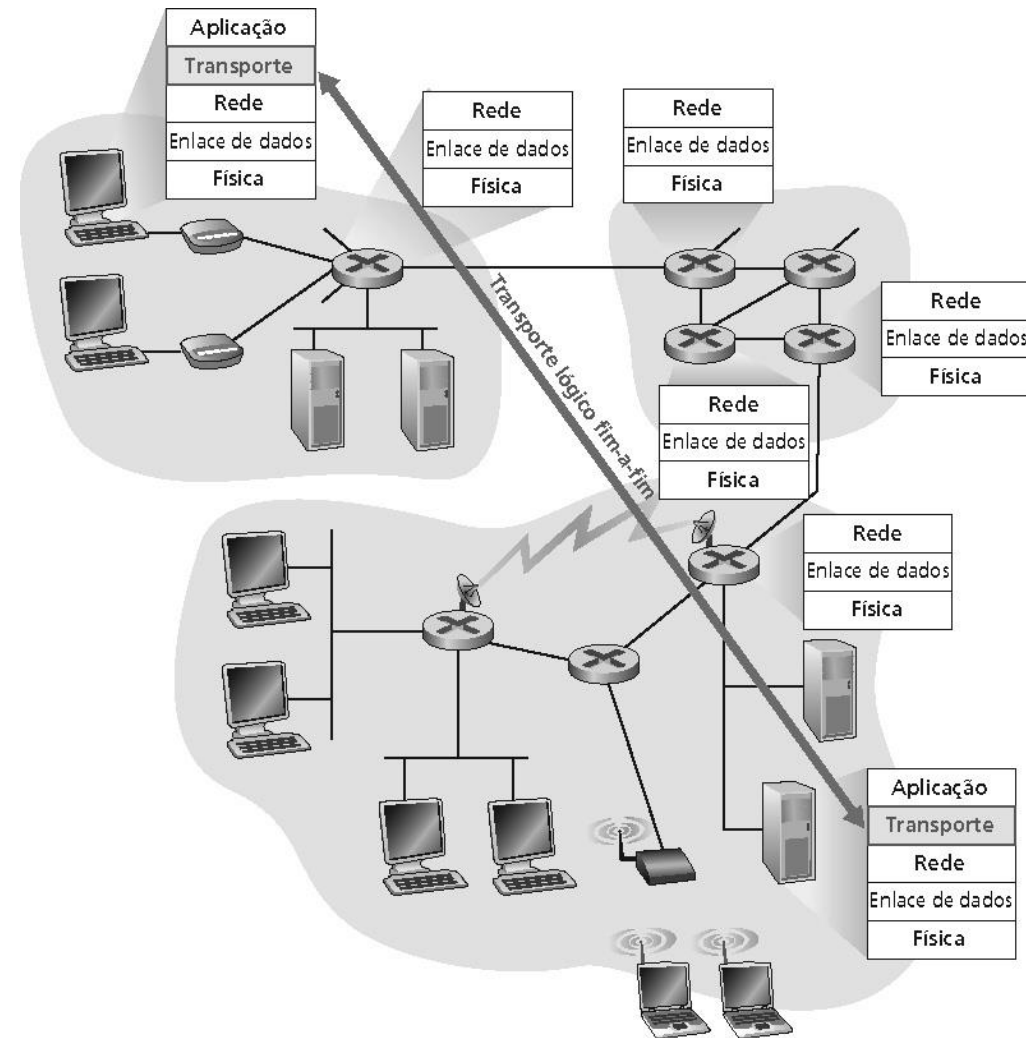 Aplicação
Transporte
Rede
Enlace de dados
Física
Rede
Enlace de dados
Física
Rede
Enlace de dados
Física
Transporte lógico fim-a-fim
Rede
Enlace de dados
Física
Rede
Enlace de dados
Física
Rede
Enlace de dados
Física
Aplicação
Transporte
Rede
Enlace de dados
Física